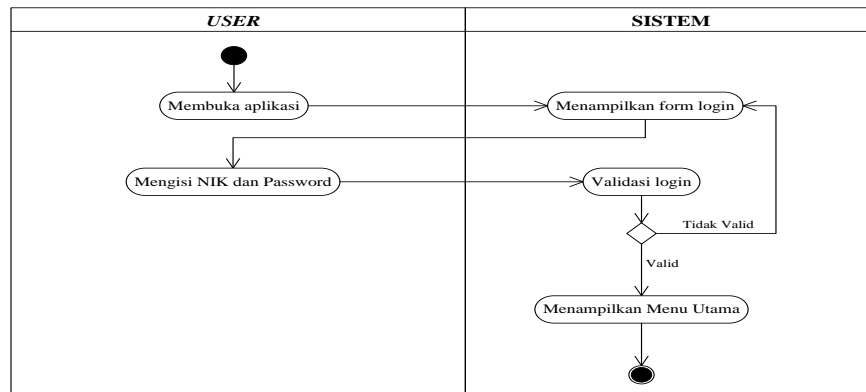 USER
SISTEM
Membuka aplikasi
Menampilkan form login
Mengisi NIK dan Password
Validasi login
Tidak Valid
Valid
Menampilkan Menu Utama